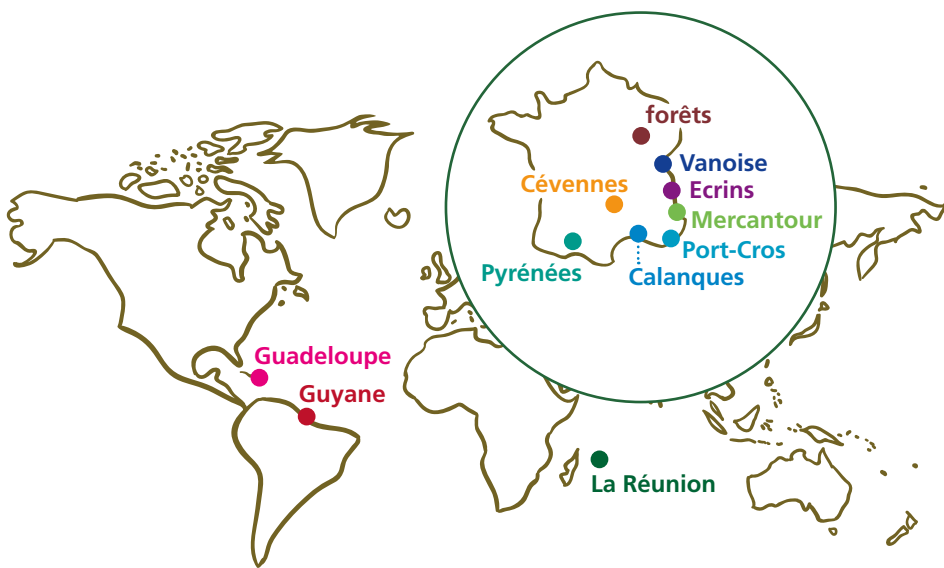 forêts
Vanoise
Cévennes
Ecrins
Mercantour
Port-Cros
Pyrénées
Calanques
Guadeloupe
Guyane
La Réunion